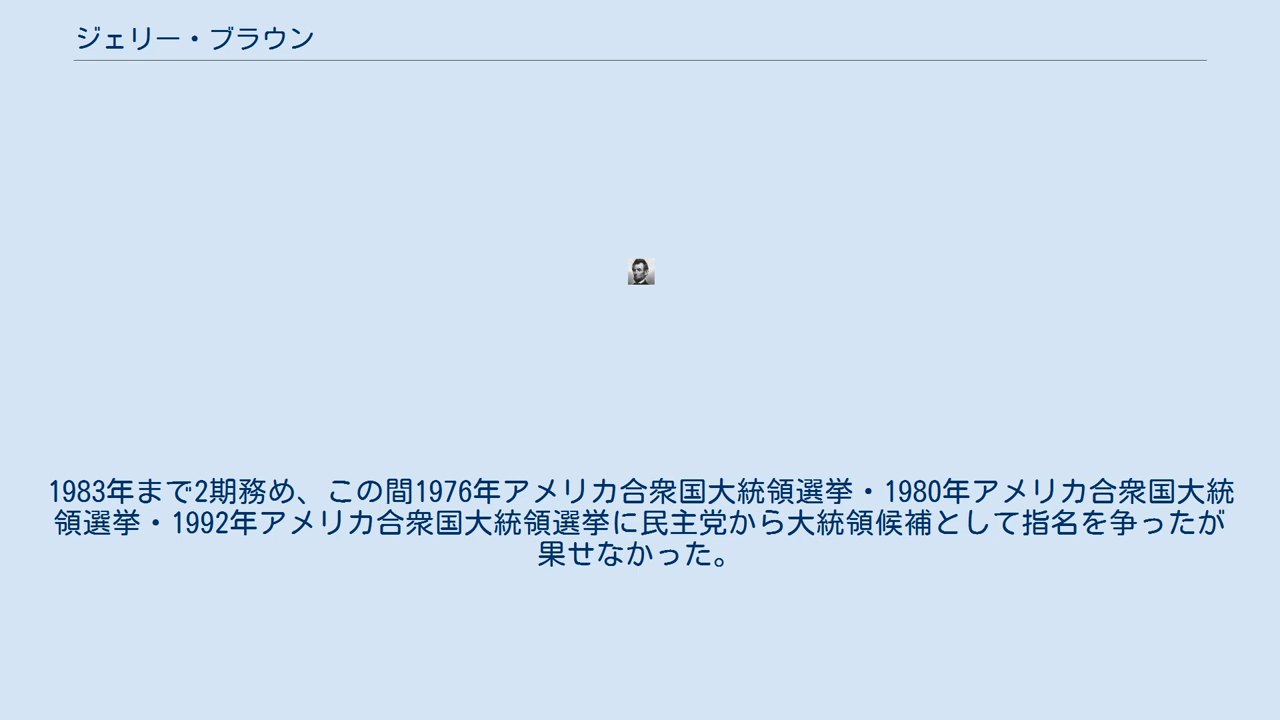 ジェリー・ブラウン
1983年まで2期務め、この間1976年アメリカ合衆国大統領選挙・1980年アメリカ合衆国大統
領選挙・1992年アメリカ合衆国大統領選挙に民主党から大統領候補として指名を争ったが
果せなかった。